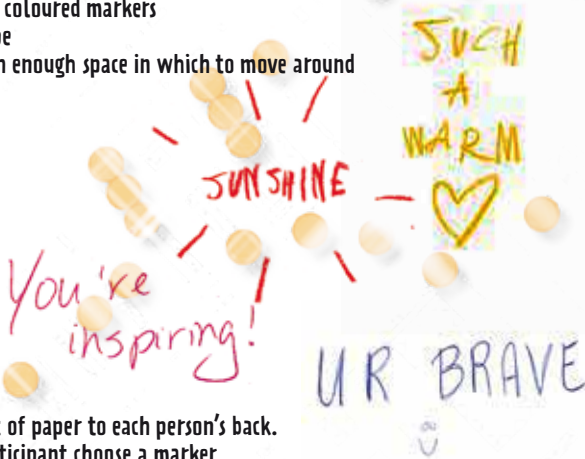 coloured markers
enough space in which to move around
SUCH
A
WARM
SUNSHINE
You're
inspiring!
UR BRAVE
of paper to each person's back.
ticipant choose a marker